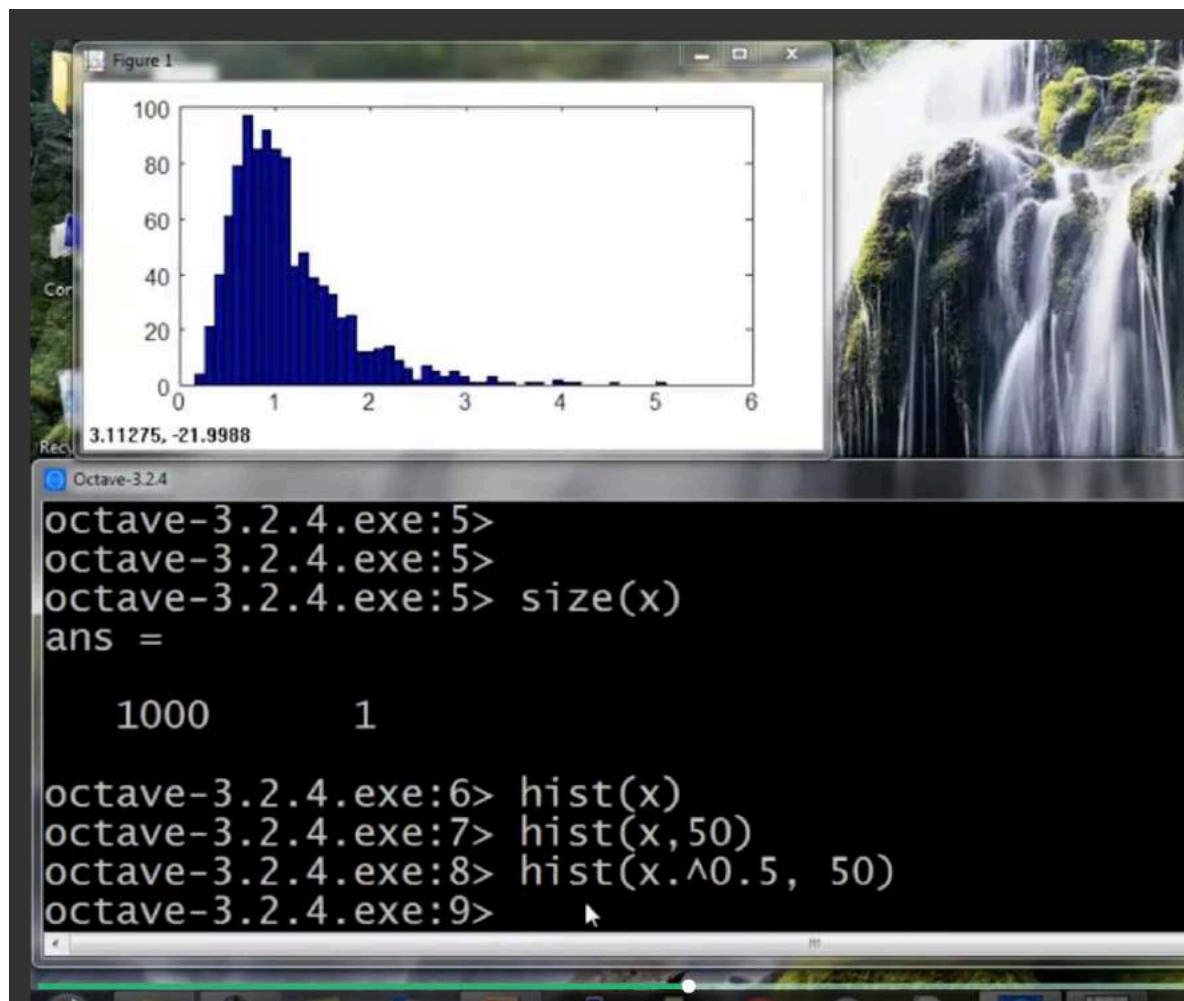 Figure 1
100
80
60
40
20
0
0 1 2 3 4 5 6
3.11275, -21.9988
Octave-3.2.4
octave-3.2.4.exe:5>
octave-3.2.4.exe:5>
octave-3.2.4.exe:5> size(x)
ans =
1000 1
octave-3.2.4.exe:6> hist(x)
octave-3.2.4.exe:7> hist(x,50)
octave-3.2.4.exe:8> hist(x.^0.5, 50)
octave-3.2.4.exe:9>